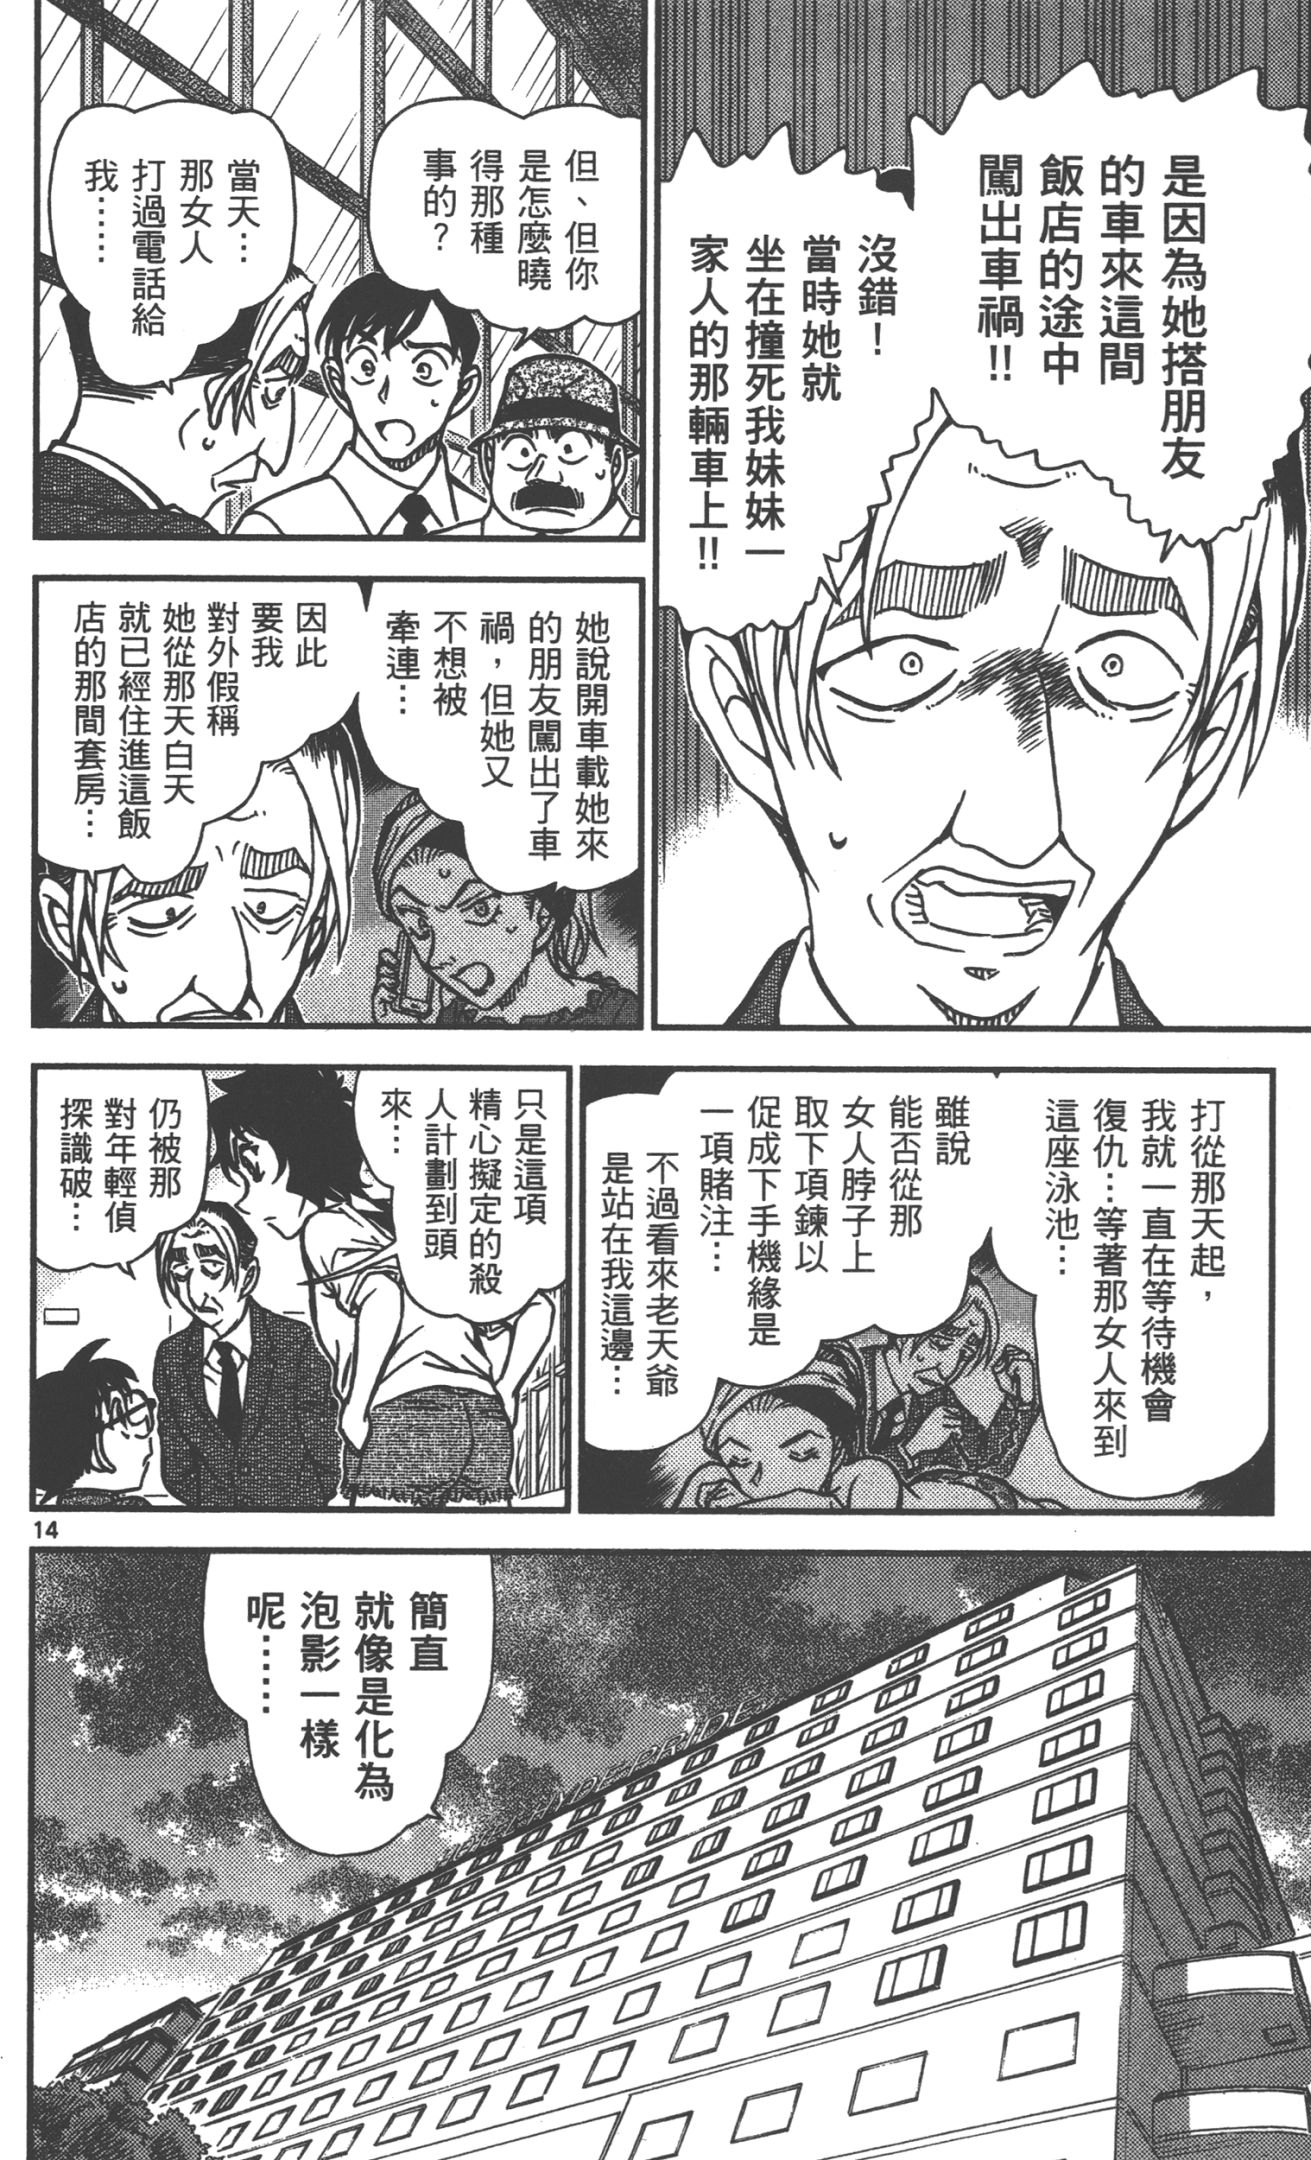 是因為她搭朋友
的車來這間
飯店的途中
闖出車禍!!
沒錯！
當時她就
坐在撞死我妹妹一
家人的那輛車上!!
但、但你
是怎麼曉
得那種
事的？
當天…
那女人
打過電話給
我……
她說開車載她來
的朋友闖出了車
禍，但她又
不想被
牽連…
因此
要我
對外假稱
她從那天白天
就已經住進這飯
店的那間套房…
打從那天起，
我就一直在等待機會
復仇…等著那女人來到
這座泳池…
雖說
能否從那
女人脖子上
取下項鍊以
促成下手機緣是
一項賭注…
不過看來老天爺
是站在我這邊…
只是這項
精心擬定的殺
人計劃到頭
來…
仍被那
對年輕偵
探識破…
14
簡直
就像是化為
泡影一樣
呢……